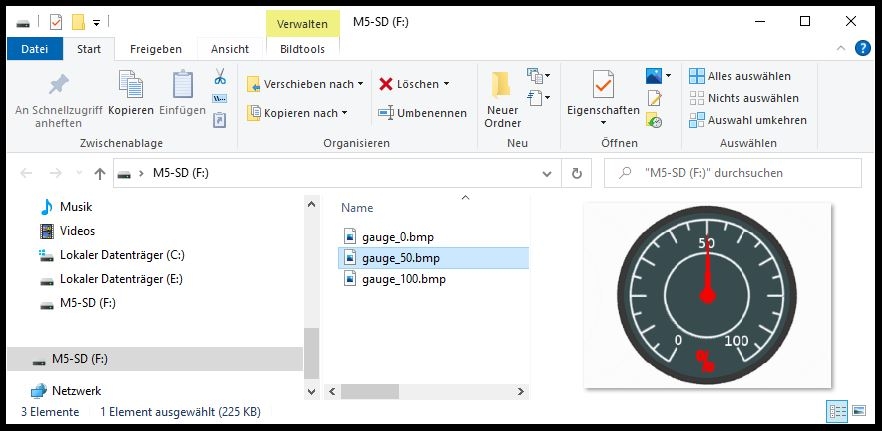 Verwalten
M5-SD (F:)
Datei
Start
Freigeben
Ansicht
Bildtools
An Schnellzugriff
anheften
Kopieren
Einfügen
Verschieben nach
Kopieren nach
Löschen
Umbenennen
Neuer
Ordner
Eigenschaften
Alles auswählen
Nichts auswählen
Auswahl umkehren
Zwischenablage
Organisieren
Neu
Öffnen
Auswählen
M5-SD (F:)
"M5-SD (F:)" durchsuchen
Musik
Videos
Lokaler Datenträger (C:)
Lokaler Datenträger (E:)
M5-SD (F:)
M5-SD (F:)
Netzwerk
Name
gauge_0.bmp
gauge_50.bmp
gauge_100.bmp
50
0
100
%
3 Elemente
1 Element ausgewählt (225 KB)